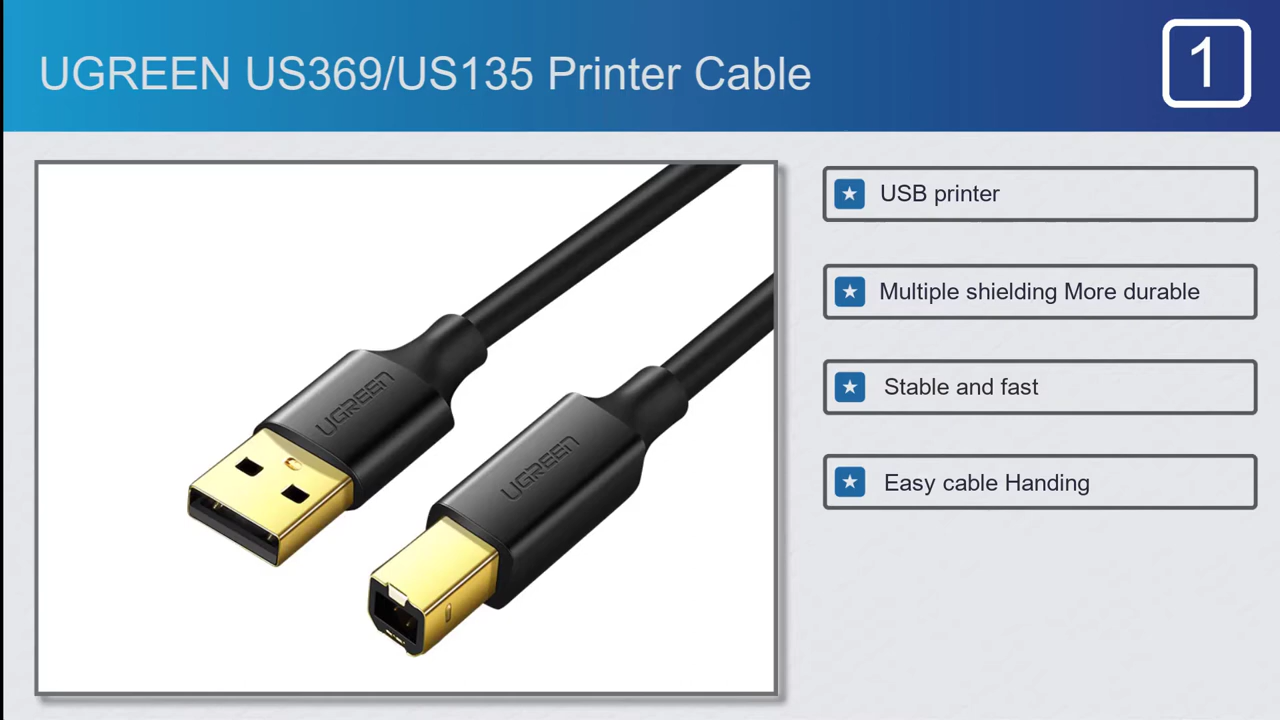 UGREEN US369/US135 Printer Cable
1
USB printer
Multiple shielding More durable
Stable and fast
Easy cable Handing
UGREEN
UGREEN